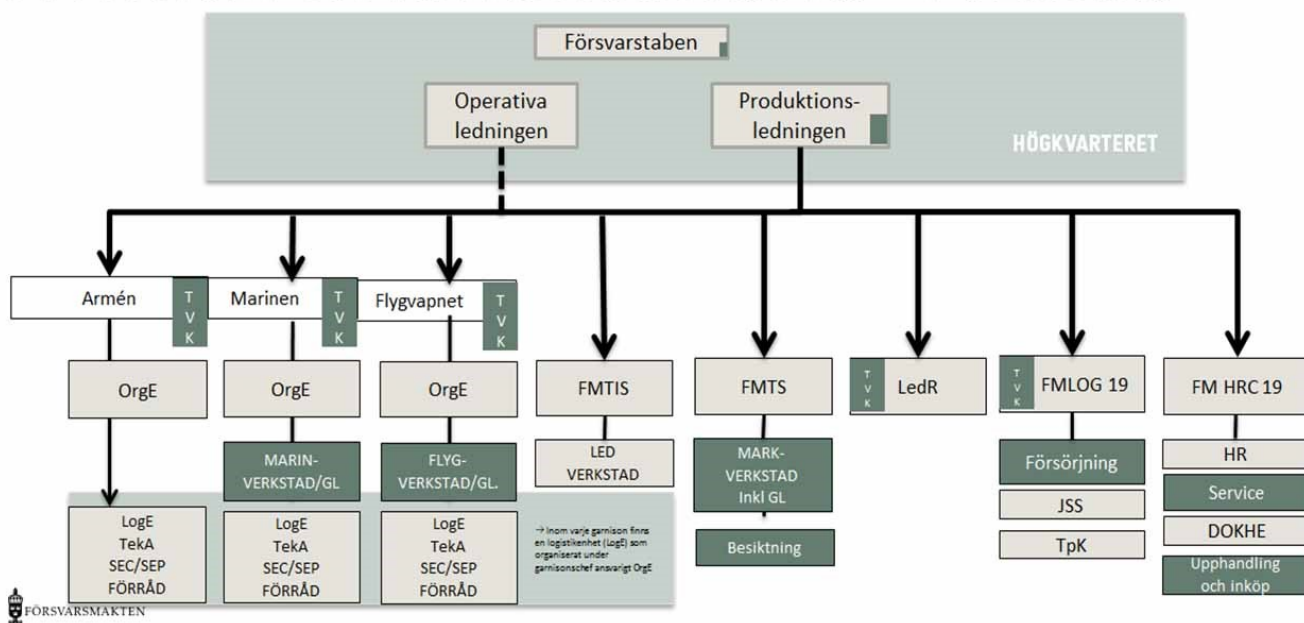 Försvarstaben
Operativa
ledningen
Produktions-
ledningen
HÖGKVARTERET
Armén
T
V
K
Marinen
T
V
K
Flygvapnet
T
V
K
OrgE
OrgE
OrgE
FMTIS
FMTS
T
V
K
LedR
T
V
K
FMLOG 19
FM HRC 19
MARIN-
VERKSTAD/GL
FLYG-
VERKSTAD/GL.
LED
VERKSTAD
MARK-
VERKSTAD
Inkl GL
Besiktning
Försörjning
JSS
TpK
HR
Service
DOKHE
Upphandling
och inköp
LogE
TekA
SEC/SEP
FÖRRÅD
LogE
TekA
SEC/SEP
FÖRRÅD
LogE
TekA
SEC/SEP
FÖRRÅD
→ Inom varje garnison finns
en logistikenhet (LogE) som
organiserat under
garnisonschef ansvarigt OrgE
FÖRSVARSMAKTEN